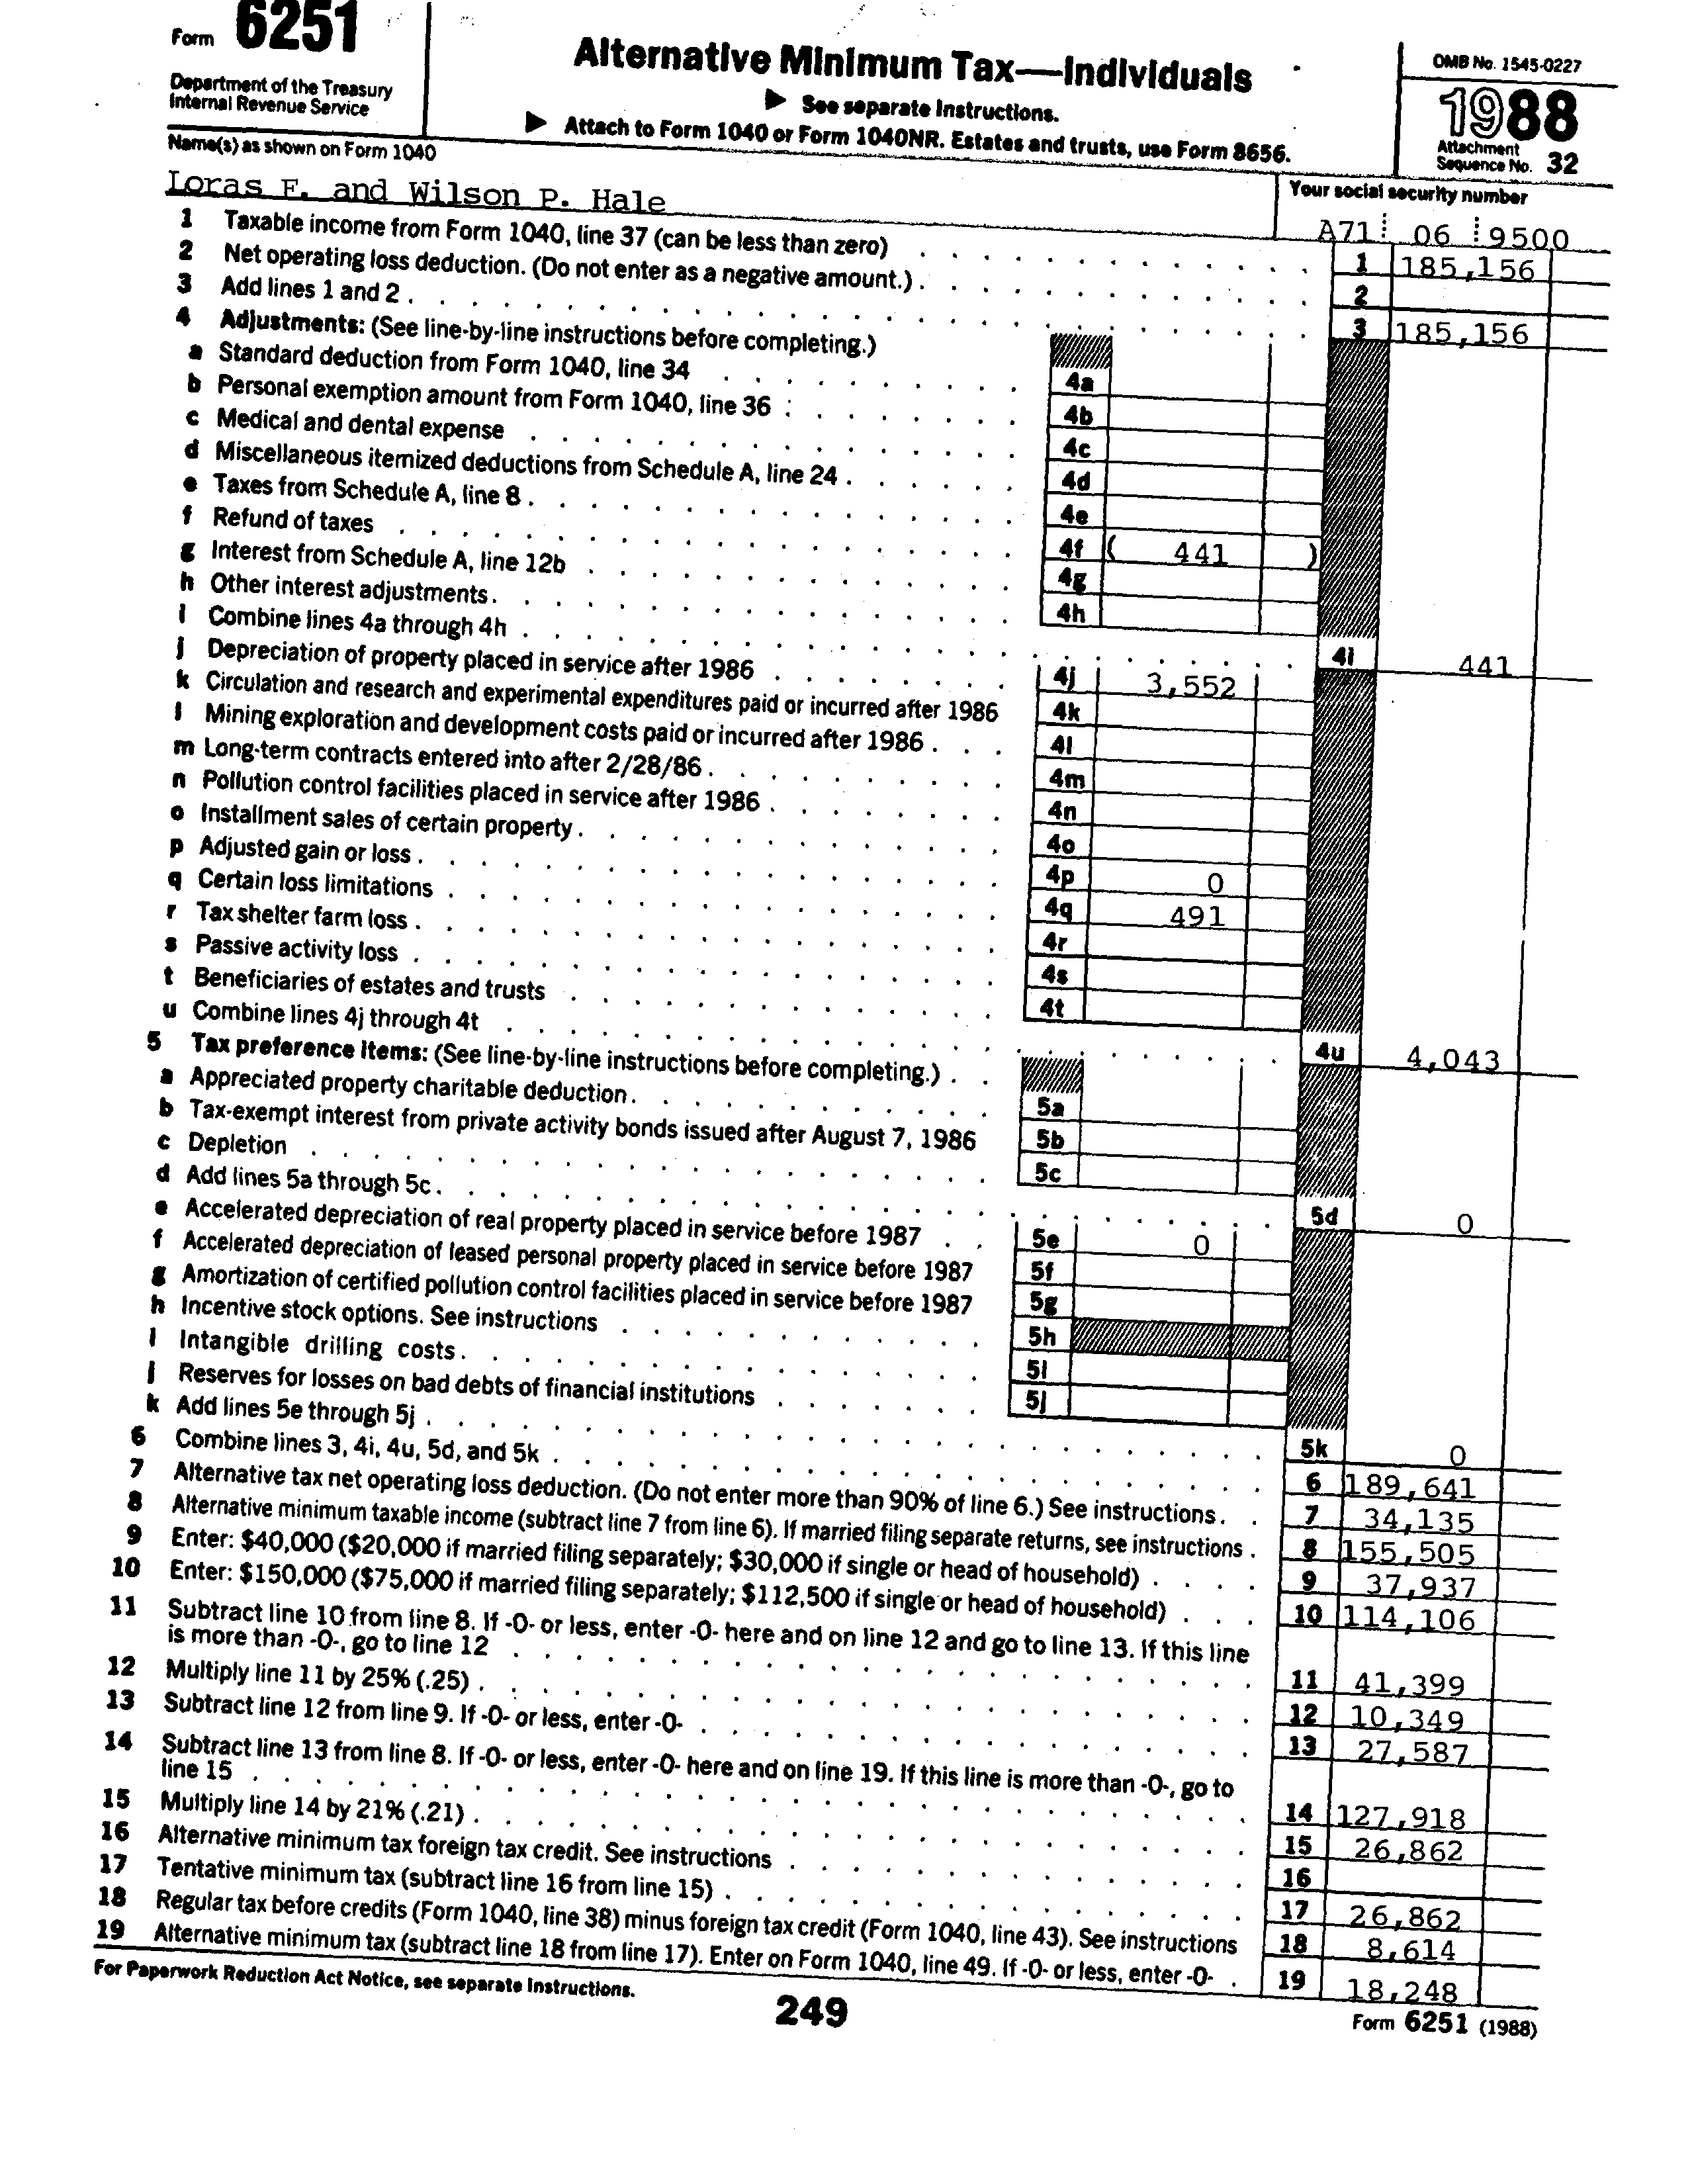 Form 6251
Department of the Treasury
Internal Revenue Service
Alternative Minimum Tax—Individuals
▶ See separate Instructions.
▶ Attach to Form 1040 or Form 1040NR. Estates and trusts, use Form 8656.
OMB No. 1545-0227
1988
Attachment
Sequence No. 32
Name(s) as shown on Form 1040
Your social security number
Loras F. and Wilson P. Hale
A71 06 9500
1 Taxable income from Form 1040, line 37 (can be less than zero) 1 185,156
2 Net operating loss deduction. (Do not enter as a negative amount.) 2
3 Add lines 1 and 2 3 185,156
4 Adjustments: (See line-by-line instructions before completing.)
a Standard deduction from Form 1040, line 34 4a
b Personal exemption amount from Form 1040, line 36 4b
c Medical and dental expense 4c
d Miscellaneous itemized deductions from Schedule A, line 24 4d
e Taxes from Schedule A, line 8 4e
f Refund of taxes 4f ( 441 )
g Interest from Schedule A, line 12b 4g
h Other interest adjustments 4h
i Combine lines 4a through 4h 4i 441
j Depreciation of property placed in service after 1986 4j 3,552
k Circulation and research and experimental expenditures paid or incurred after 1986 4k
l Mining exploration and development costs paid or incurred after 1986 4l
m Long-term contracts entered into after 2/28/86 4m
n Pollution control facilities placed in service after 1986 4n
o Installment sales of certain property 4o
p Adjusted gain or loss 4p 0
q Certain loss limitations 4q 491
r Tax shelter farm loss 4r
s Passive activity loss 4s
t Beneficiaries of estates and trusts 4t
u Combine lines 4j through 4t 4u 4,043
5 Tax preference items: (See line-by-line instructions before completing.)
a Appreciated property charitable deduction 5a
b Tax-exempt interest from private activity bonds issued after August 7, 1986 5b
c Depletion 5c
d Add lines 5a through 5c 5d 0
e Accelerated depreciation of real property placed in service before 1987 5e 0
f Accelerated depreciation of leased personal property placed in service before 1987 5f
g Amortization of certified pollution control facilities placed in service before 1987 5g
h Incentive stock options. See instructions 5h
i Intangible drilling costs 5i
j Reserves for losses on bad debts of financial institutions 5j
k Add lines 5e through 5j 5k 0
6 Combine lines 3, 4i, 4u, 5d, and 5k 6 189,641
7 Alternative tax net operating loss deduction. (Do not enter more than 90% of line 6.) See instructions 7 34,135
8 Alternative minimum taxable income (subtract line 7 from line 6). If married filing separate returns, see instructions 8 155,505
9 Enter: $40,000 ($20,000 if married filing separately; $30,000 if single or head of household) 9 37,937
10 Enter: $150,000 ($75,000 if married filing separately; $112,500 if single or head of household) 10 114,106
11 Subtract line 10 from line 8. If -0- or less, enter -0- here and on line 12 and go to line 13. If this line
is more than -0-, go to line 12 11 41,399
12 Multiply line 11 by 25% (.25) 12 10,349
13 Subtract line 12 from line 9. If -0- or less, enter -0- 13 27,587
14 Subtract line 13 from line 8. If -0- or less, enter -0- here and on line 19. If this line is more than -0-, go to
line 15 14 127,918
15 Multiply line 14 by 21% (.21) 15 26,862
16 Alternative minimum tax foreign tax credit. See instructions 16
17 Tentative minimum tax (subtract line 16 from line 15) 17 26,862
18 Regular tax before credits (Form 1040, line 38) minus foreign tax credit (Form 1040, line 43). See instructions 18 8,614
19 Alternative minimum tax (subtract line 18 from line 17). Enter on Form 1040, line 49. If -0- or less, enter -0- 19 18,248
For Paperwork Reduction Act Notice, see separate Instructions.
249
Form 6251 (1988)